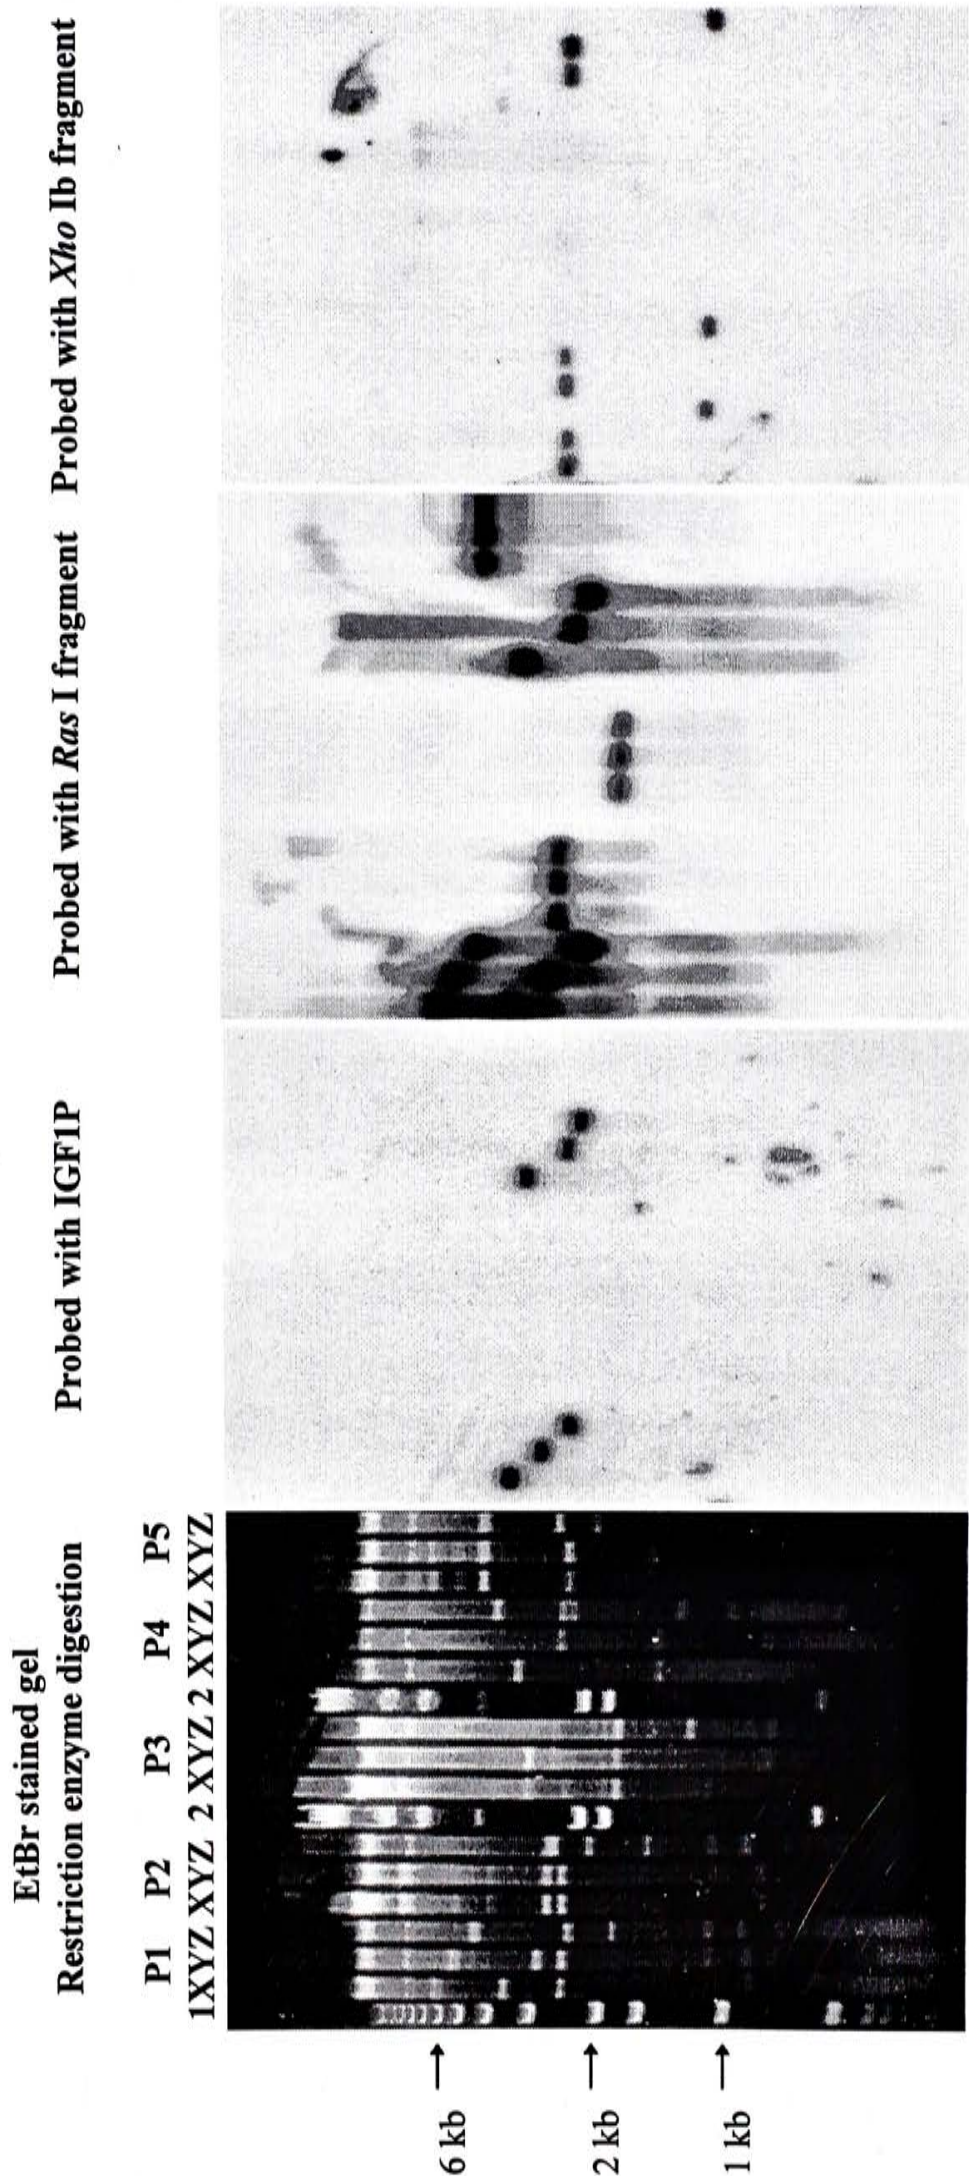 EtBr stained gel
Restriction enzyme digestion
P1 P2 P3 P4 P5
1XYZ XYZ 2 XYZ 2 XYZ XYZ
6 kb
2 kb
1 kb
Probed with IGF1P
Probed with Ras I fragment
Probed with Xho Ib fragment